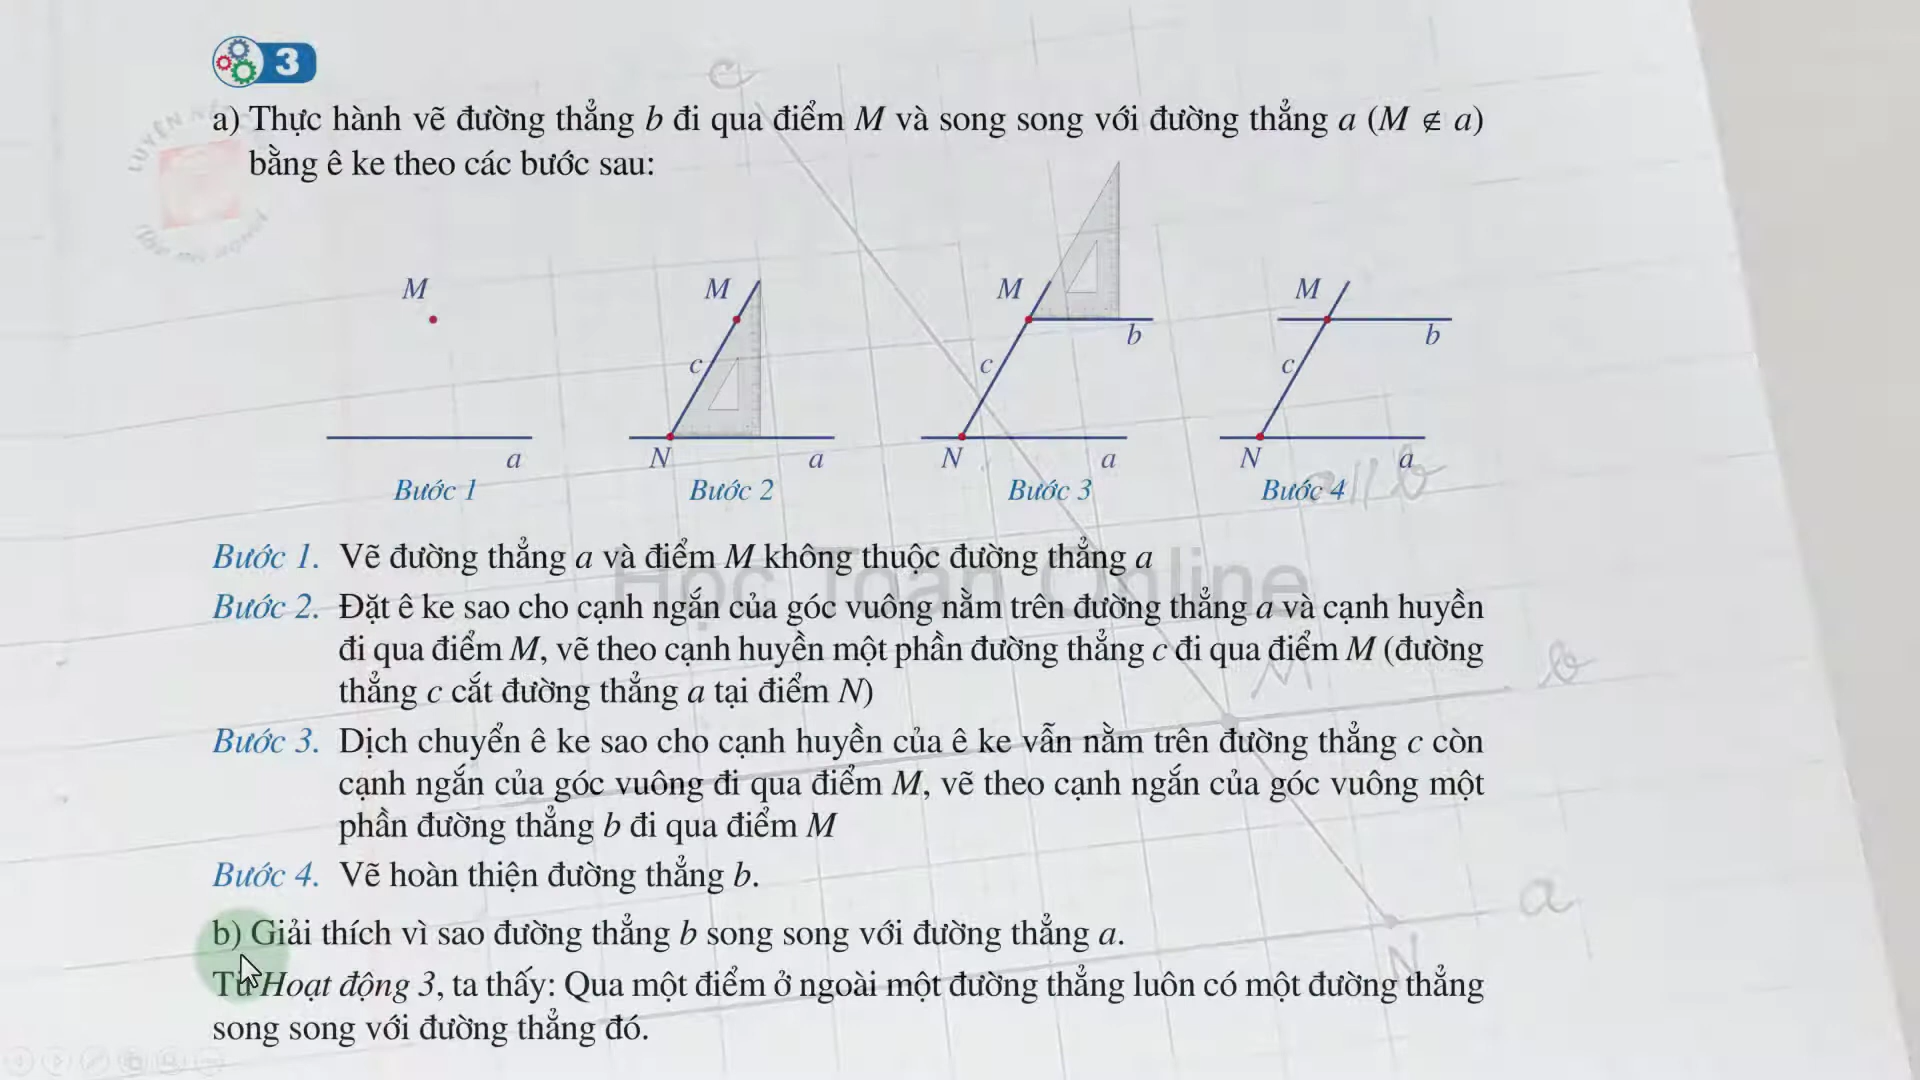 3
a) Thực hành vẽ đường thẳng b đi qua điểm M và song song với đường thẳng a (M ∉ a)
bằng ê ke theo các bước sau:
M
a
Bước 1
M
c
N
a
Bước 2
M
c
b
N
a
Bước 3
M
c
b
N
a
Bước 4
a // b
Bước 1. Vẽ đường thẳng a và điểm M không thuộc đường thẳng a
Học Toán Online
Bước 2. Đặt ê ke sao cho cạnh ngắn của góc vuông nằm trên đường thẳng a và cạnh huyền
đi qua điểm M, vẽ theo cạnh huyền một phần đường thẳng c đi qua điểm M (đường
thẳng c cắt đường thẳng a tại điểm N)
M
b
Bước 3. Dịch chuyển ê ke sao cho cạnh huyền của ê ke vẫn nằm trên đường thẳng c còn
cạnh ngắn của góc vuông đi qua điểm M, vẽ theo cạnh ngắn của góc vuông một
phần đường thẳng b đi qua điểm M
Bước 4. Vẽ hoàn thiện đường thẳng b.
a
b) Giải thích vì sao đường thẳng b song song với đường thẳng a.
N
Từ Hoạt động 3, ta thấy: Qua một điểm ở ngoài một đường thẳng luôn có một đường thẳng
song song với đường thẳng đó.